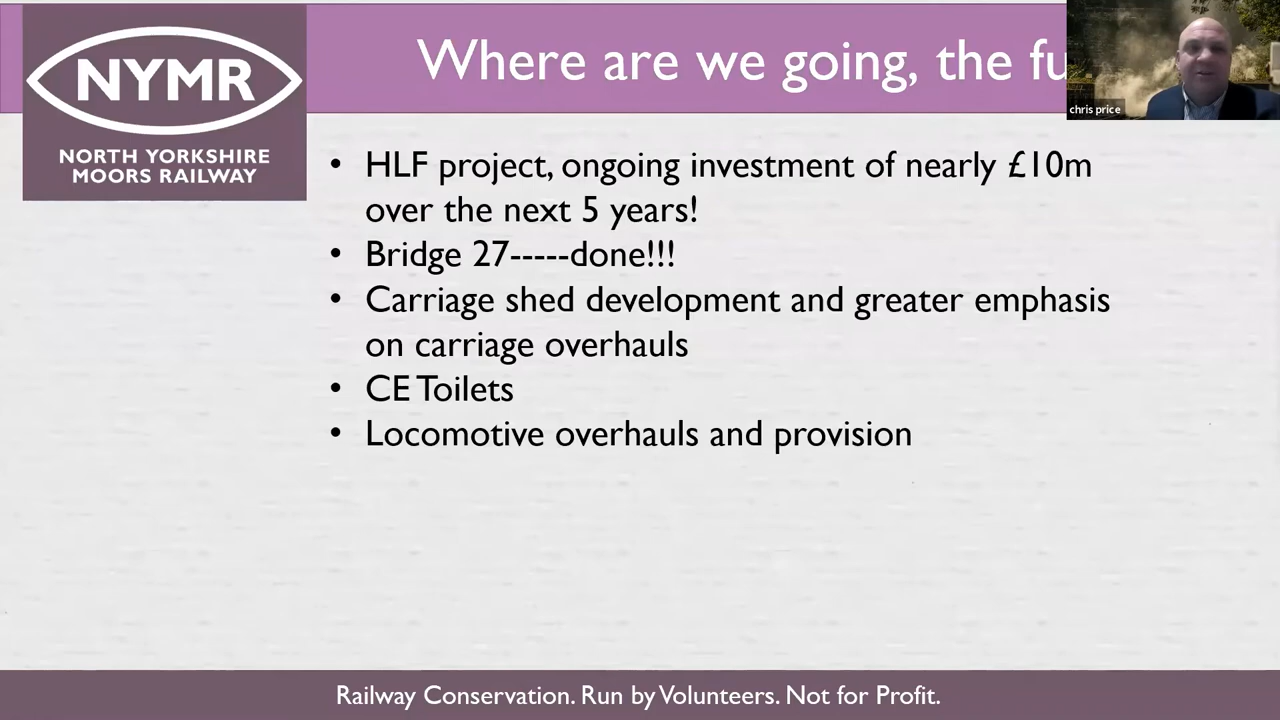 NYMR
NORTH YORKSHIRE
MOORS RAILWAY
Where are we going, the fu
chris price
• HLF project, ongoing investment of nearly £10m
over the next 5 years!
• Bridge 27-----done!!!
• Carriage shed development and greater emphasis
on carriage overhauls
• CE Toilets
• Locomotive overhauls and provision
Railway Conservation. Run by Volunteers. Not for Profit.